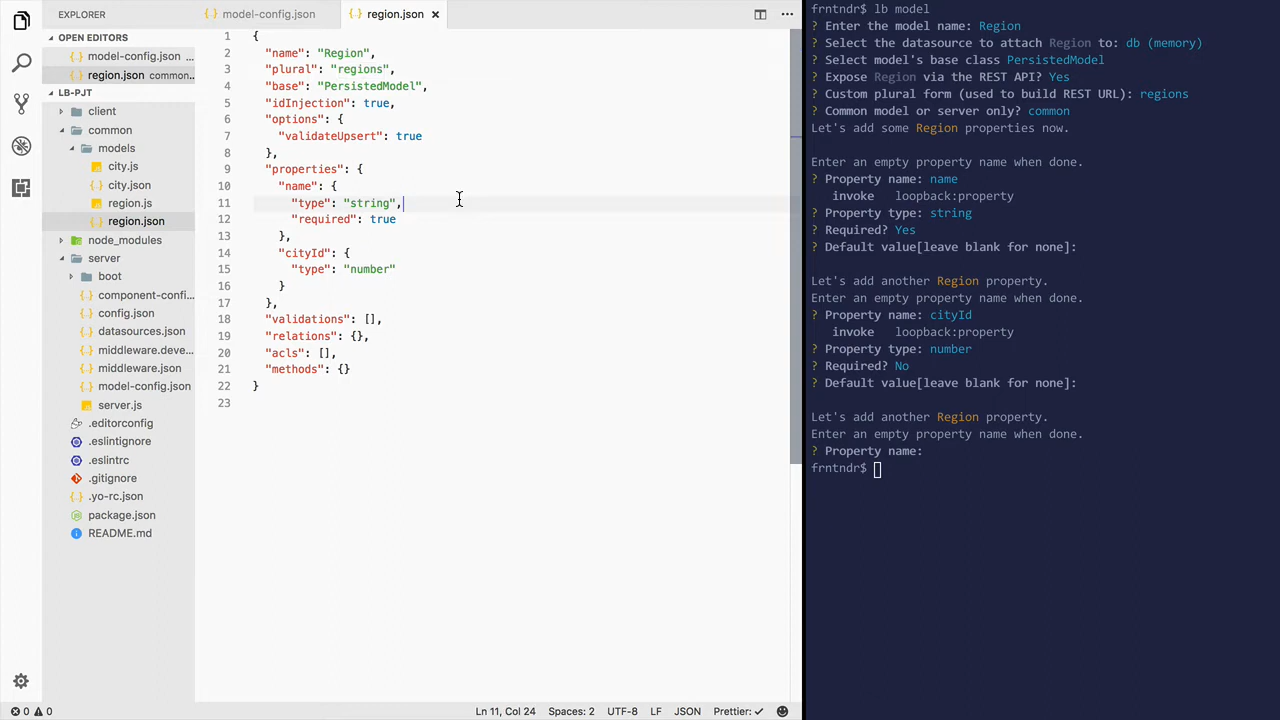 EXPLORER
OPEN EDITORS
model-config.json ...
region.json common...
LB-PJT
client
common
models
city.js
city.json
region.js
region.json
node_modules
server
boot
component-confi...
config.json
datasources.json
middleware.deve...
middleware.json
model-config.json
server.js
.editorconfig
.eslintignore
.eslintrc
.gitignore
.yo-rc.json
package.json
README.md
model-config.json
region.json
1 {
2 "name": "Region",
3 "plural": "regions",
4 "base": "PersistedModel",
5 "idInjection": true,
6 "options": {
7 "validateUpsert": true
8 },
9 "properties": {
10 "name": {
11 "type": "string",
12 "required": true
13 },
14 "cityId": {
15 "type": "number"
16 }
17 },
18 "validations": [],
19 "relations": {},
20 "acls": [],
21 "methods": {}
22 }
23
frntndr$ lb model
? Enter the model name: Region
? Select the datasource to attach Region to: db (memory)
? Select model's base class PersistedModel
? Expose Region via the REST API? Yes
? Custom plural form (used to build REST URL): regions
? Common model or server only? common
Let's add some Region properties now.
Enter an empty property name when done.
? Property name: name
invoke loopback:property
? Property type: string
? Required? Yes
? Default value[leave blank for none]:
Let's add another Region property.
Enter an empty property name when done.
? Property name: cityId
invoke loopback:property
? Property type: number
? Required? No
? Default value[leave blank for none]:
Let's add another Region property.
Enter an empty property name when done.
? Property name:
frntndr$
0 0
Ln 11, Col 24 Spaces: 2 UTF-8 LF JSON Prettier: ✓